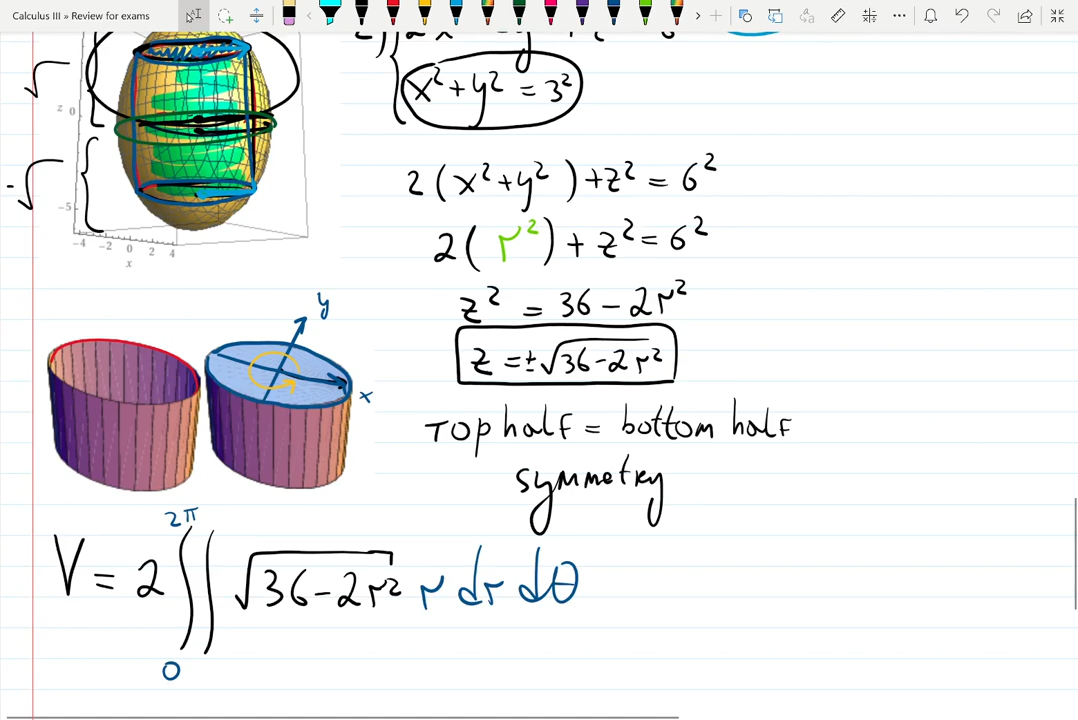 Calculus III » Review for exams
x² + y² = 3²
√
z 0
-√
-5
-4 -2 0 2 4
x
2(x²+y²)+z² = 6²
2(r²) + z² = 6²
z² = 36 - 2r²
z = ±√36-2r²
y
x
Top half = bottom half
symmetry
2π
V = 2 ∫∫ √36-2r² r dr dθ
0